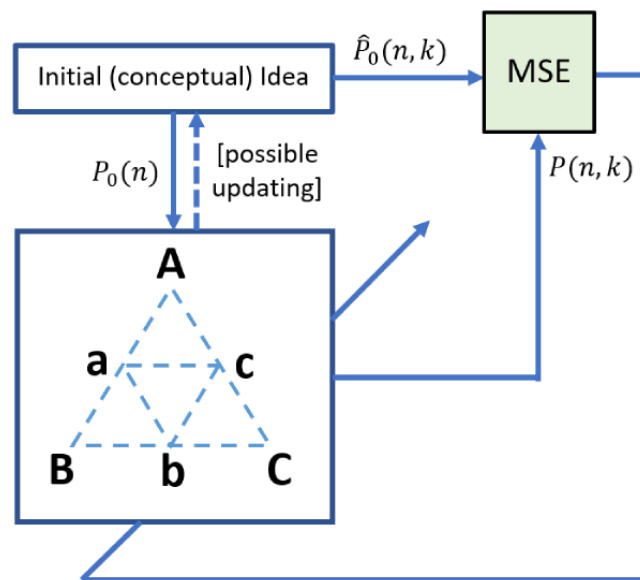 Initial (conceptual) Idea
P̂₀(n, k)
MSE
P₀(n)
[possible
updating]
P(n, k)
A
a c
B b C